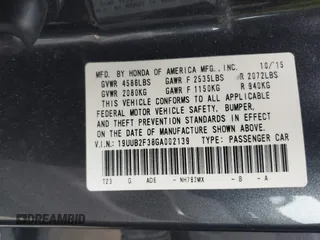 MFD. BY HONDA OF AMERICA MFG., INC. 10/15
GVWR 4586LBS GAWR F 2535LBS R 2072LBS
GVWR 2080KG GAWR F 1150KG R 940KG
THIS VEHICLE CONFORMS TO ALL APPLICABLE
FEDERAL MOTOR VEHICLE SAFETY, BUMPER,
AND THEFT PREVENTION STANDARDS IN EFFECT ON
THE DATE OF MANUFACTURE SHOWN ABOVE.
V.I.N.: 19UUB2F38GA002139 TYPE: PASSENGER CAR
T23 G ADE - NH782MX - B - A
DREAMBID